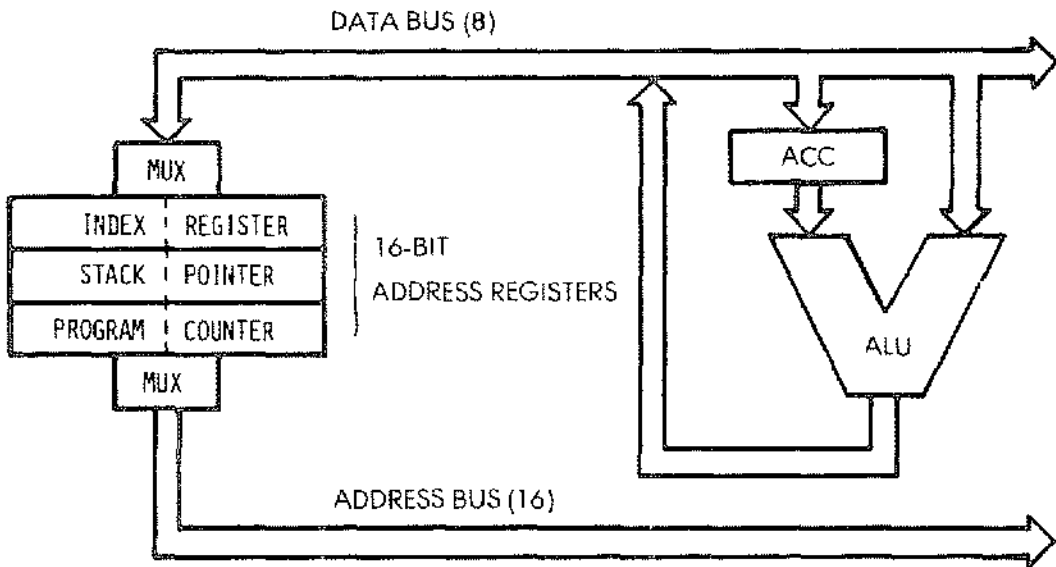 DATA BUS (8)
MUX
INDEX REGISTER
STACK POINTER
PROGRAM COUNTER
MUX
16-BIT
ADDRESS REGISTERS
ACC
ALU
ADDRESS BUS (16)